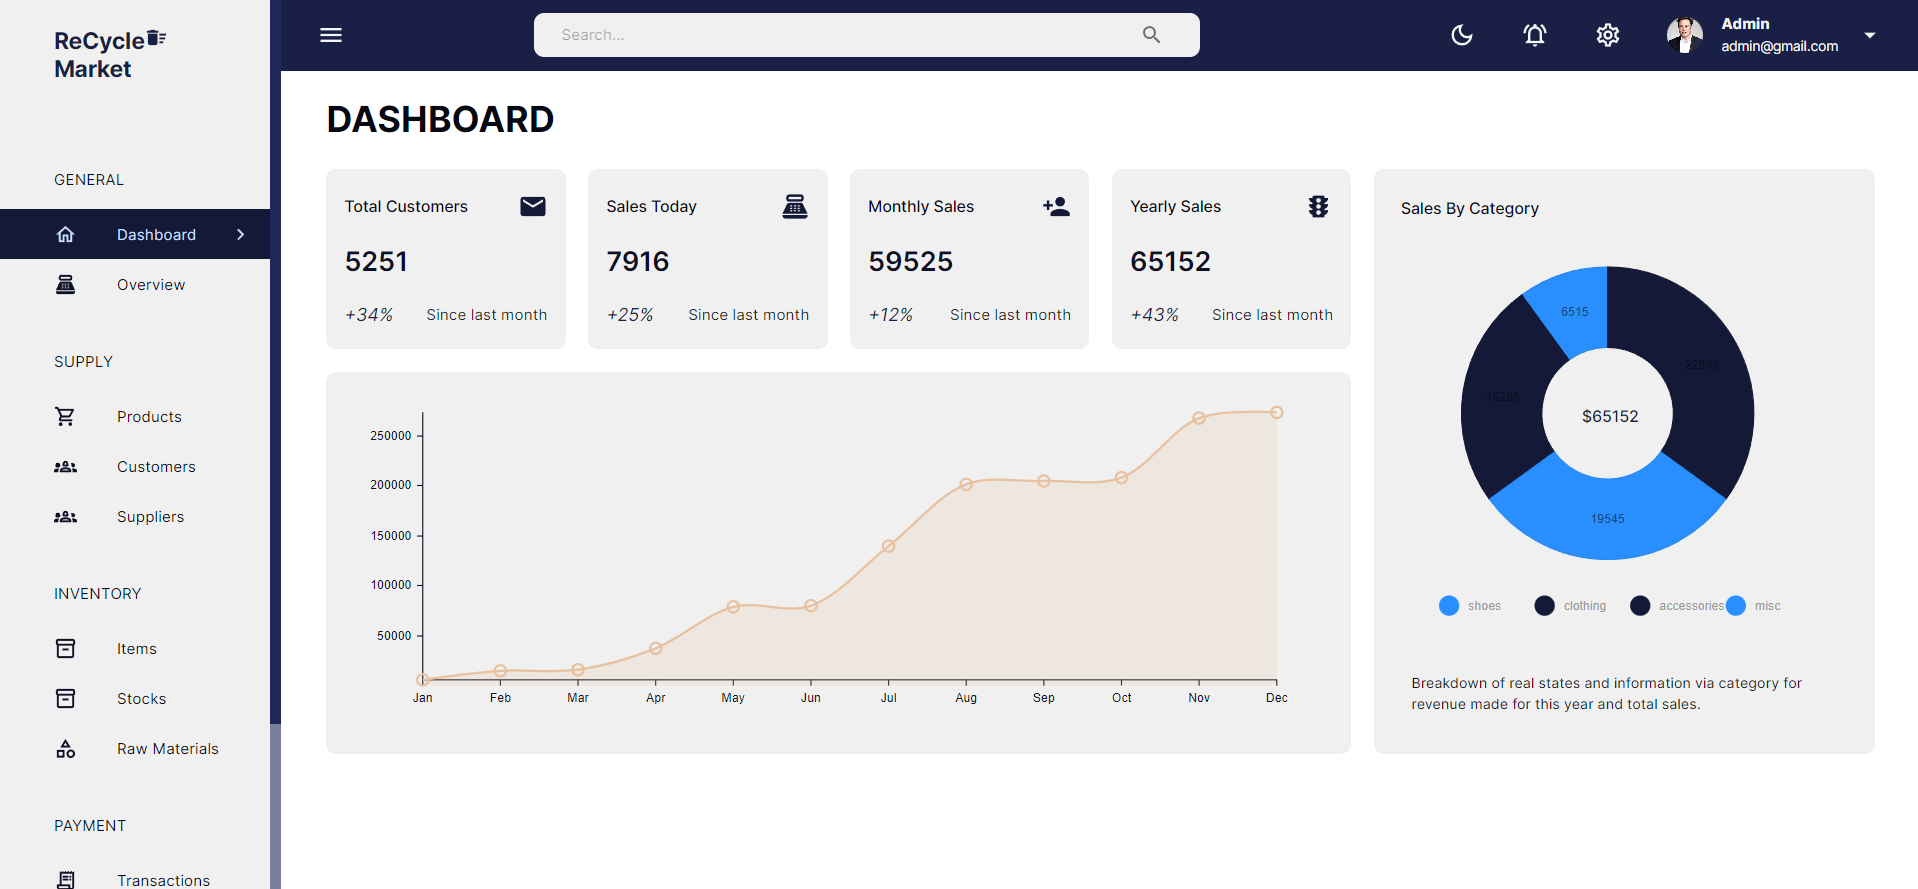 ReCycle
Market
Search...
Admin
admin@gmail.com
GENERAL
Dashboard
Overview
SUPPLY
Products
Customers
Suppliers
INVENTORY
Items
Stocks
Raw Materials
PAYMENT
Transactions
DASHBOARD
Total Customers
5251
+34% Since last month
Sales Today
7916
+25% Since last month
Monthly Sales
59525
+12% Since last month
Yearly Sales
65152
+43% Since last month
250000
200000
150000
100000
50000
Jan Feb Mar Apr May Jun Jul Aug Sep Oct Nov Dec
Sales By Category
6515
22803
16288
$65152
19545
shoes clothing accessories misc
Breakdown of real states and information via category for
revenue made for this year and total sales.